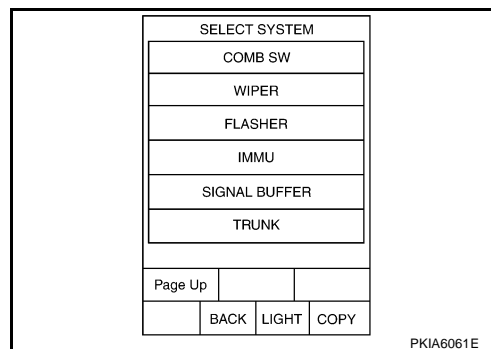 SELECT SYSTEM
COMB SW
WIPER
FLASHER
IMMU
SIGNAL BUFFER
TRUNK
Page Up
BACK LIGHT COPY
PKIA6061E